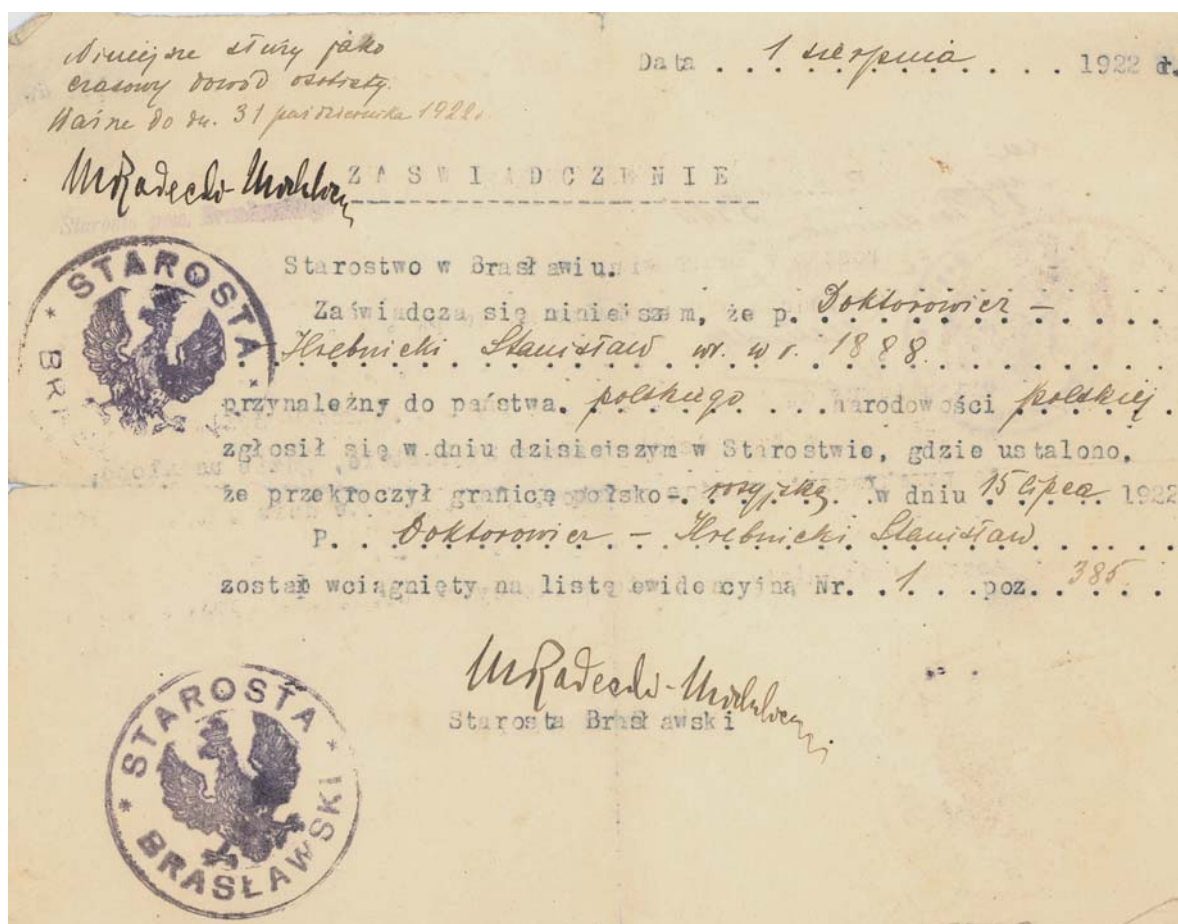 Niniejsze służy jako
czasowy dowód osobisty.
Ważne do dn. 31 października 1922 r.
Data . . . 1 sierpnia . . . . . 1922 r.
ZAŚWIADCZENIE
STAROSTA
Starostwo w Brasławiu.
Zaświadcza się niniejszem, że p. Doktorowicz –
Hrebnicki Stanisław ur. w r. 1888.
przynależny do państwa. polskiego . . . narodowości polskiej.
zgłosił się w dniu dzisiejszym w Starostwie, gdzie ustalono,
że przekroczył granicę polsko-. rosyjską . w dniu 15 lipca 1922
P. . Doktorowicz – Hrebnicki Stanisław
został wciągnięty na listę ewidencyjną Nr. . 1 . . . poz. 385
Starosta Brasławski
STAROSTA
BRASŁAWSKI